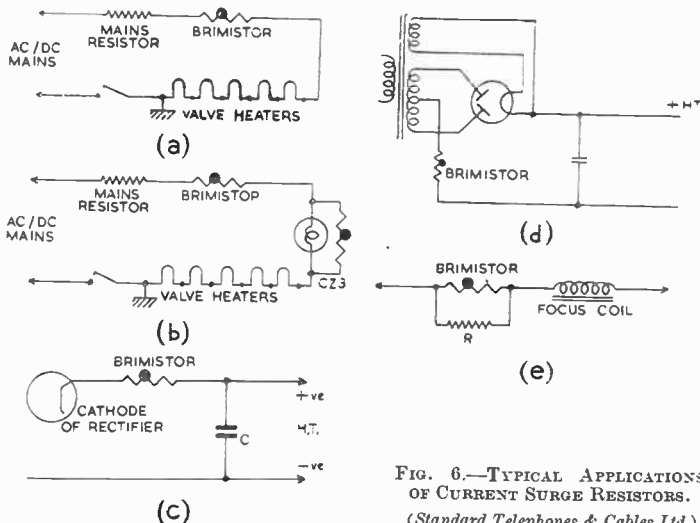 MAINS
RESISTOR
BRIMISTOR
AC/DC
MAINS
VALVE HEATERS
(a)
MAINS
RESISTOR
BRIMISTOP
AC/DC
MAINS
VALVE HEATERS
CZ3
(b)
BRIMISTOR
CATHODE
OF RECTIFIER
+ve
H.T.
C
-ve
(c)
+ HT
BRIMISTOR
(d)
BRIMISTOR
R
FOCUS COIL
(e)
FIG. 6.—TYPICAL APPLICATIONS
OF CURRENT SURGE RESISTORS.
(Standard Telephones & Cables Ltd.)